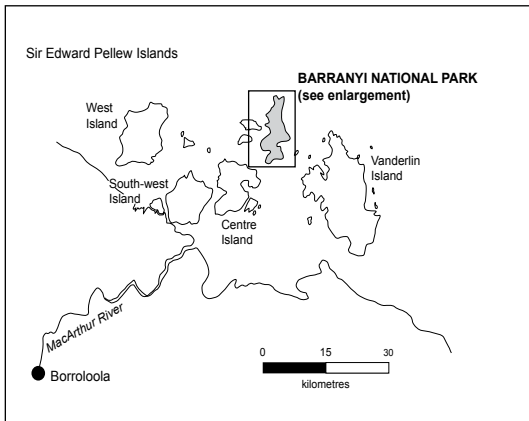 Sir Edward Pellew Islands
BARRANYI NATIONAL PARK
(see enlargement)
West
Island
Vanderlin
Island
South-west
Island
Centre
Island
MacArthur River
0 15 30
kilometres
Borroloola